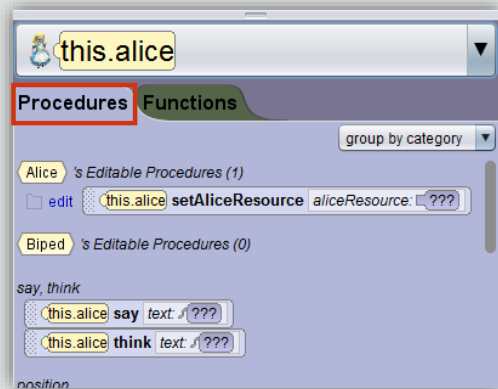 this.alice
Procedures Functions
group by category
Alice 's Editable Procedures (1)
edit this.alice setAliceResource aliceResource: ???
Biped 's Editable Procedures (0)
say, think
this.alice say text: ???
this.alice think text: ???
position